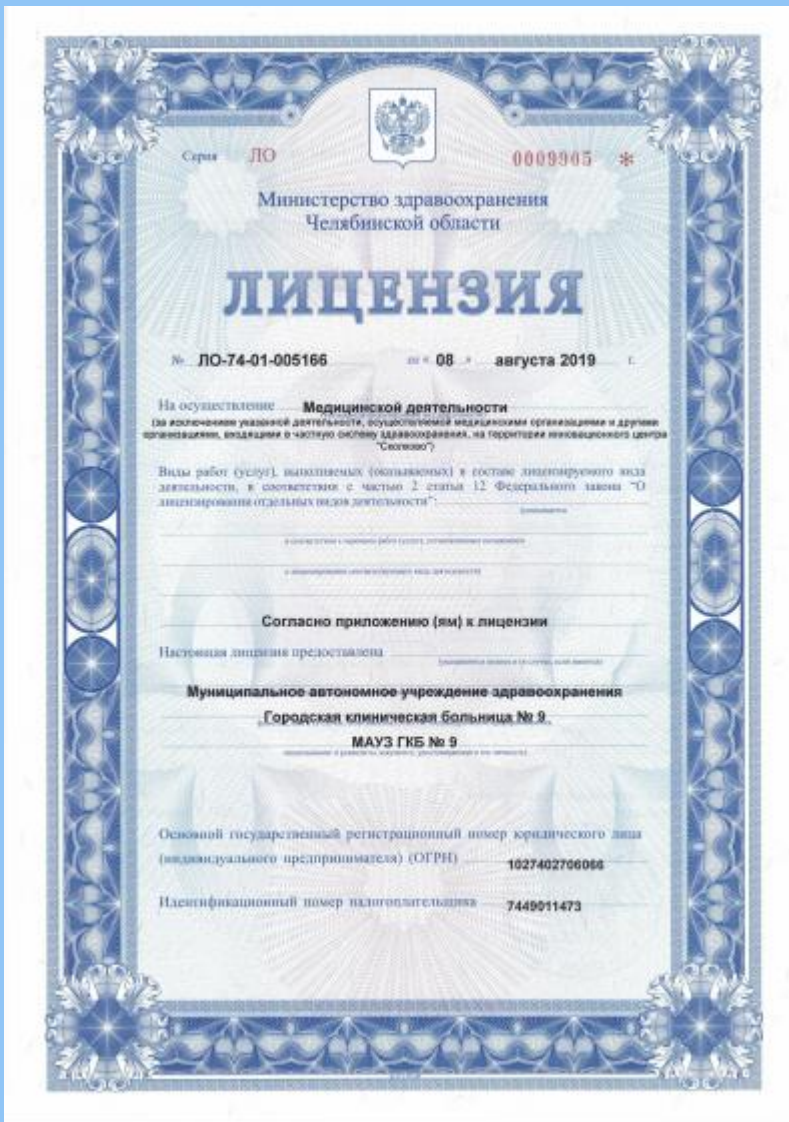 Серия ЛО 0009905 *
Министерство здравоохранения
Челябинской области
ЛИЦЕНЗИЯ
№ ЛО-74-01-005166 от « 08 » августа 2019 г.
На осуществление Медицинской деятельности
(за исключением указанной деятельности, осуществляемой медицинскими организациями и другими
организациями, входящими в частную систему здравоохранения, на территории инновационного центра
"Сколково")
Виды работ (услуг), выполняемых (оказываемых) в составе лицензируемого вида
деятельности, в соответствии с частью 2 статьи 12 Федерального закона "О
лицензировании отдельных видов деятельности":
Согласно приложению (ям) к лицензии
Настоящая лицензия предоставлена
Муниципальное автономное учреждение здравоохранения
Городская клиническая больница № 9
МАУЗ ГКБ № 9
Основной государственный регистрационный номер юридического лица
(индивидуального предпринимателя) (ОГРН) 1027402706066
Идентификационный номер налогоплательщика 7449011473